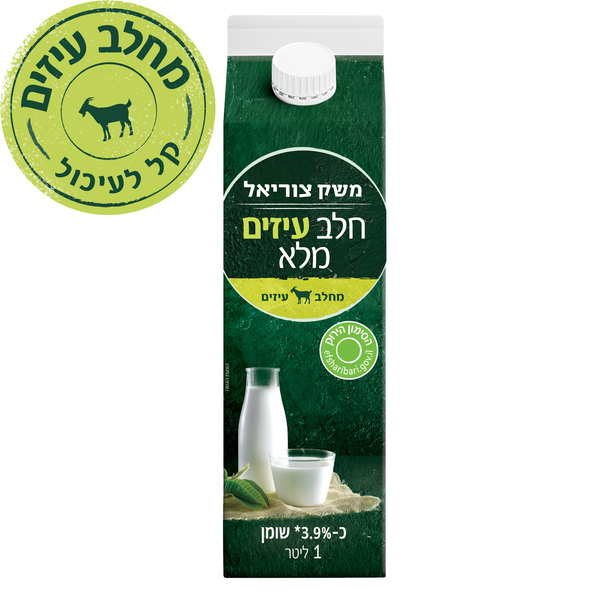 מחלב עיזים
קל לעיכול
משק צוריאל
חלב עיזים
מלא
מחלב עיזים
הסימון הירוק
efsharibari.gov.il
כ-3.9%* שומן
1 ליטר